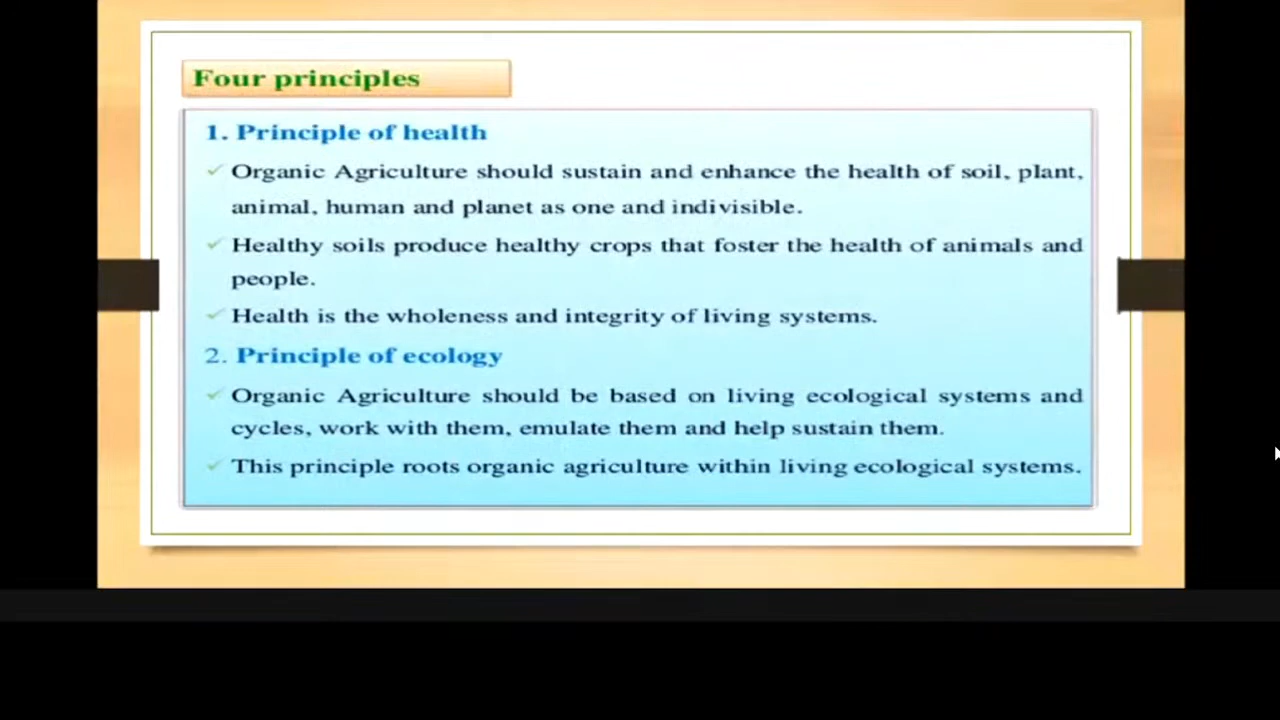 Four principles
1. Principle of health
✓ Organic Agriculture should sustain and enhance the health of soil, plant,
animal, human and planet as one and indivisible.
✓ Healthy soils produce healthy crops that foster the health of animals and
people.
✓ Health is the wholeness and integrity of living systems.
2. Principle of ecology
✓ Organic Agriculture should be based on living ecological systems and
cycles, work with them, emulate them and help sustain them.
✓ This principle roots organic agriculture within living ecological systems.